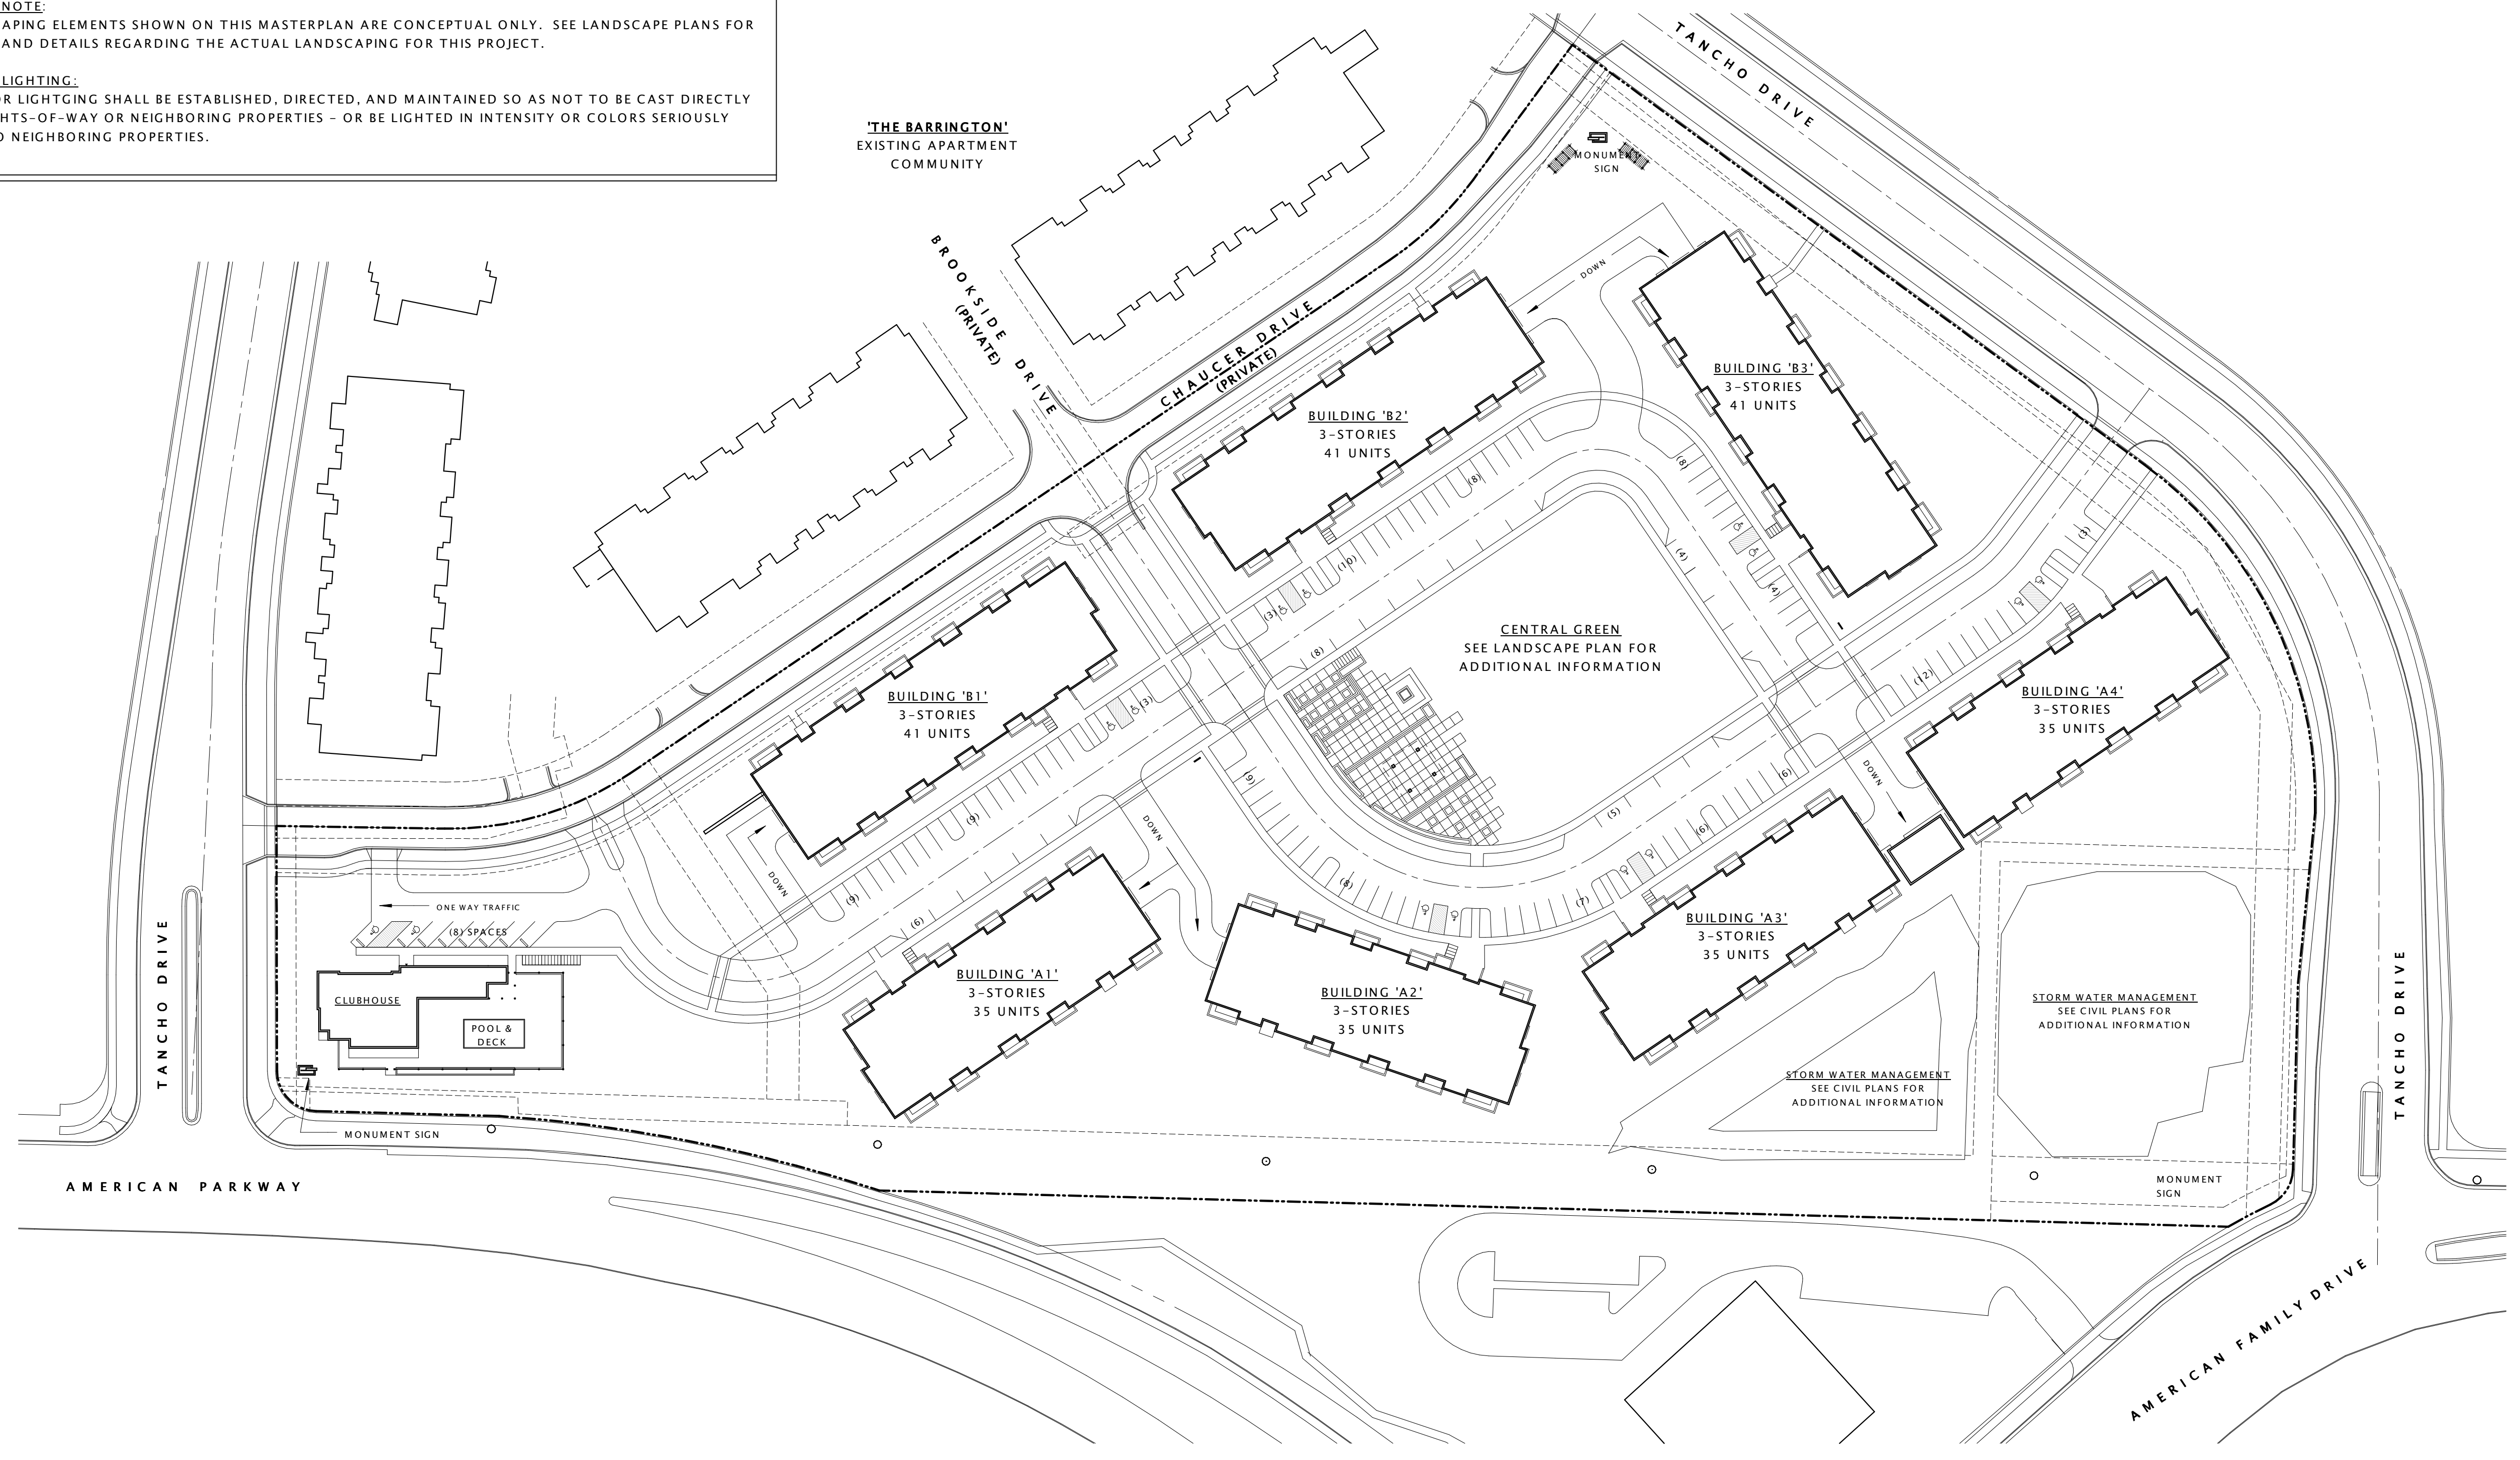 NOTE:
APING ELEMENTS SHOWN ON THIS MASTERPLAN ARE CONCEPTUAL ONLY. SEE LANDSCAPE PLANS FOR
AND DETAILS REGARDING THE ACTUAL LANDSCAPING FOR THIS PROJECT.
LIGHTING:
OR LIGHTGING SHALL BE ESTABLISHED, DIRECTED, AND MAINTAINED SO AS NOT TO BE CAST DIRECTLY
HTS-OF-WAY OR NEIGHBORING PROPERTIES - OR BE LIGHTED IN INTENSITY OR COLORS SERIOUSLY
O NEIGHBORING PROPERTIES.
'THE BARRINGTON'
EXISTING APARTMENT
COMMUNITY
TANCHO DRIVE
MONUMENT
SIGN
BROOKSIDE DRIVE
(PRIVATE)
CHAUCER DRIVE
(PRIVATE)
DOWN
BUILDING 'B3'
3-STORIES
41 UNITS
BUILDING 'B2'
3-STORIES
41 UNITS
(8)
(8)
(10)
(3)
(4)
(4)
(3)
CENTRAL GREEN
SEE LANDSCAPE PLAN FOR
ADDITIONAL INFORMATION
(8)
(12)
BUILDING 'B1'
3-STORIES
41 UNITS
(3)
BUILDING 'A4'
3-STORIES
35 UNITS
(9)
(6)
DOWN
(5)
(9)
(6)
DOWN
DOWN
(8)
(9)
(7)
(6)
ONE WAY TRAFFIC
(8) SPACES
BUILDING 'A3'
3-STORIES
35 UNITS
BUILDING 'A1'
3-STORIES
35 UNITS
BUILDING 'A2'
3-STORIES
35 UNITS
CLUBHOUSE
POOL &
DECK
TANCHO DRIVE
STORM WATER MANAGEMENT
SEE CIVIL PLANS FOR
ADDITIONAL INFORMATION
STORM WATER MANAGEMENT
SEE CIVIL PLANS FOR
ADDITIONAL INFORMATION
TANCHO DRIVE
MONUMENT SIGN
MONUMENT
SIGN
AMERICAN PARKWAY
AMERICAN FAMILY DRIVE